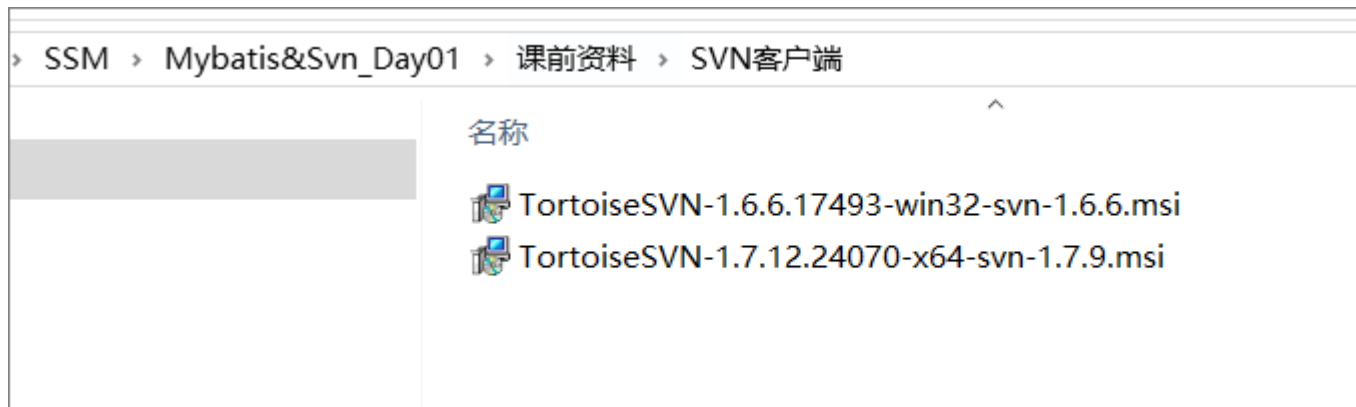 › SSM › Mybatis&Svn_Day01 › 课前资料 › SVN客户端
名称
TortoiseSVN-1.6.6.17493-win32-svn-1.6.6.msi
TortoiseSVN-1.7.12.24070-x64-svn-1.7.9.msi